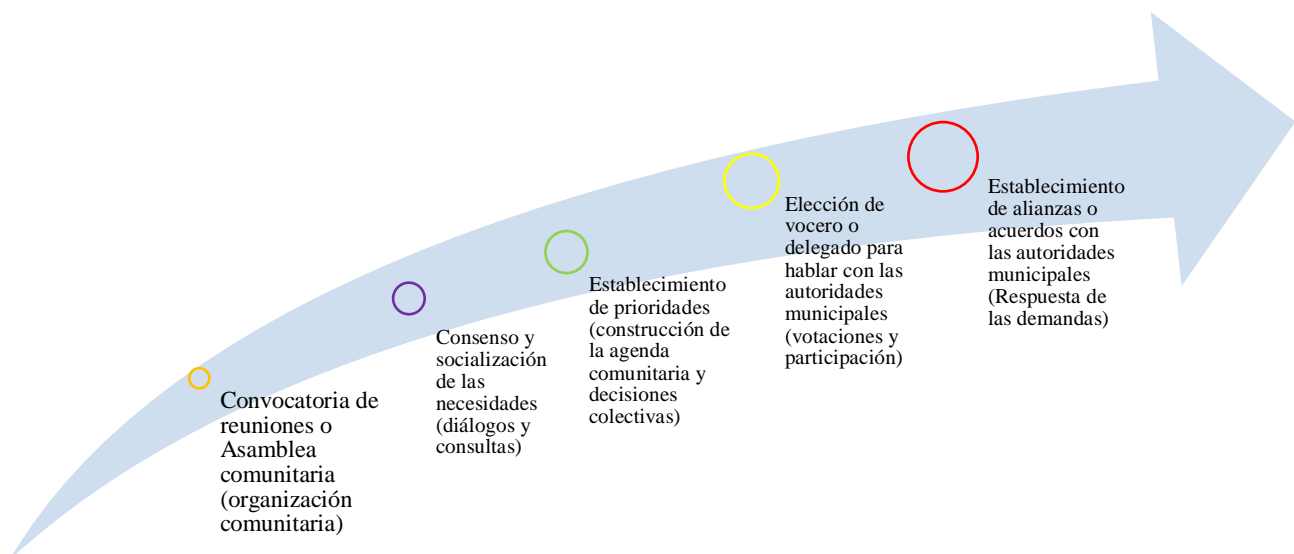 Convocatoria de
reuniones o
Asamblea
comunitaria
(organización
comunitaria)
Consenso y
socialización
de las
necesidades
(diálogos y
consultas)
Establecimiento
de prioridades
(construcción de
la agenda
comunitaria y
decisiones
colectivas)
Elección de
vocero o
delegado para
hablar con las
autoridades
municipales
(votaciones y
participación)
Establecimiento
de alianzas o
acuerdos con
las autoridades
municipales
(Respuesta de
las demandas)